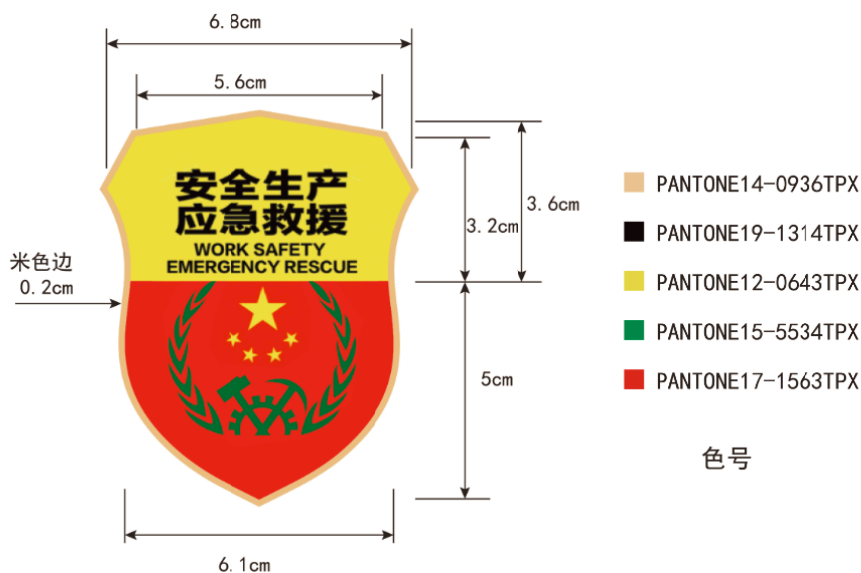 6.8cm
5.6cm
安全生产
应急救援
WORK SAFETY
EMERGENCY RESCUE
米色边
0.2cm
3.2cm
3.6cm
5cm
6.1cm
PANTONE14-0936TPX
PANTONE19-1314TPX
PANTONE12-0643TPX
PANTONE15-5534TPX
PANTONE17-1563TPX
色号